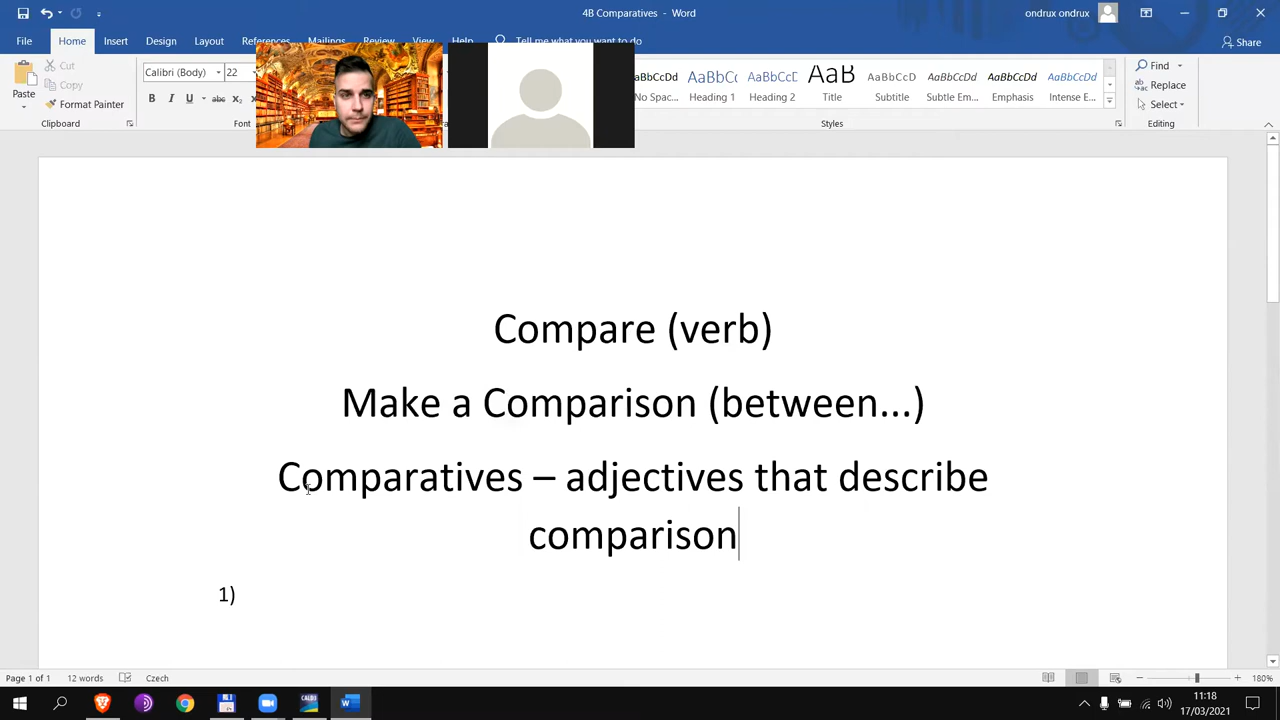 4B Comparatives - Word
ondrux ondrux
File Home Insert Design Layout References Mailings Review View Help Tell me what you want to do Share
Cut
Copy
Format Painter
Paste
Clipboard
Calibri (Body) 22
B I U abc
Font
AaBbCcDd AaBbCc AaBbCcD AaB AaBbCcD AaBbCcDd AaBbCcDd AaBbCcDd
No Spac... Heading 1 Heading 2 Title Subtitle Subtle Em... Emphasis Intense E...
Styles
Find
Replace
Select
Editing
Compare (verb)
Make a Comparison (between...)
Comparatives – adjectives that describe
comparison
1)
Page 1 of 1 12 words Czech 180%
11:18
17/03/2021